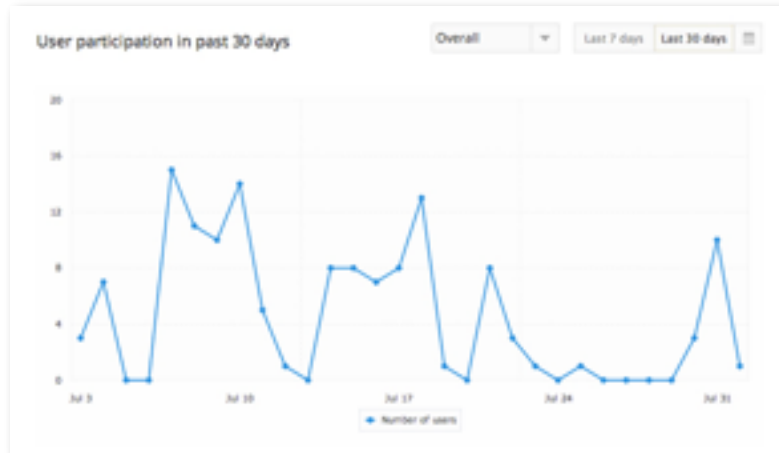 User participation in past 30 days
Overall
Last 7 days Last 30 days
20
16
12
8
4
0
Jul 3 Jul 10 Jul 17 Jul 24 Jul 31
Number of users